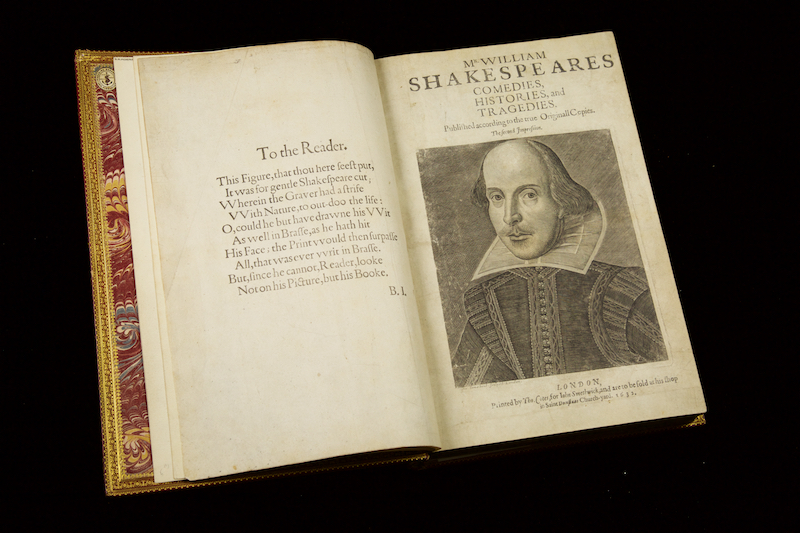 To the Reader.
This Figure, that thou here seest put,
It was for gentle Shakespeare cut;
VVherein the Graver had a strife
VVith Nature, to out-doo the life:
O, could he but have dravvne his VVit
As well in Brasse, as he hath hit
His Face; the Print vvould then surpasse
All, that vvas ever vvrit in Brasse.
But, since he cannot, Reader, looke
Not on his Picture, but his Booke.
B. I.
Mr. WILLIAM
SHAKESPEARES
COMEDIES,
HISTORIES, and
TRAGEDIES.
Published according to the true Originall Copies.
The second Impression.
LONDON,
Printed by Tho. Cotes, for Iohn Smethwick, and are to be sold at his shop
in Saint Dunstans Church-yard. 1632.